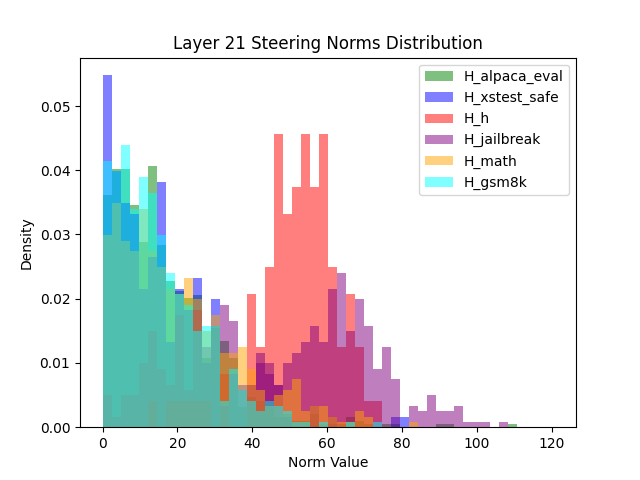 Layer 21 Steering Norms Distribution
H_alpaca_eval
H_xstest_safe
H_h
H_jailbreak
H_math
H_gsm8k
Density
0.05
0.04
0.03
0.02
0.01
0.00
0 20 40 60 80 100 120
Norm Value